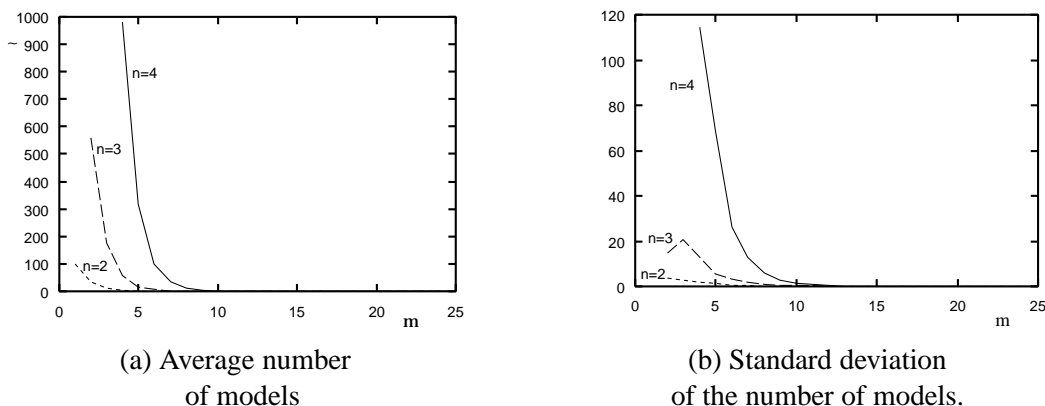 1000
~
900
800
700
600
500
400
300
200
100
0
n=4
n=3
n=2
0 5 10 15 20 25
m
(a) Average number
of models
120
100
80
60
40
20
0
n=4
n=3
n=2
0 5 10 15 20 25
m
(b) Standard deviation
of the number of models.